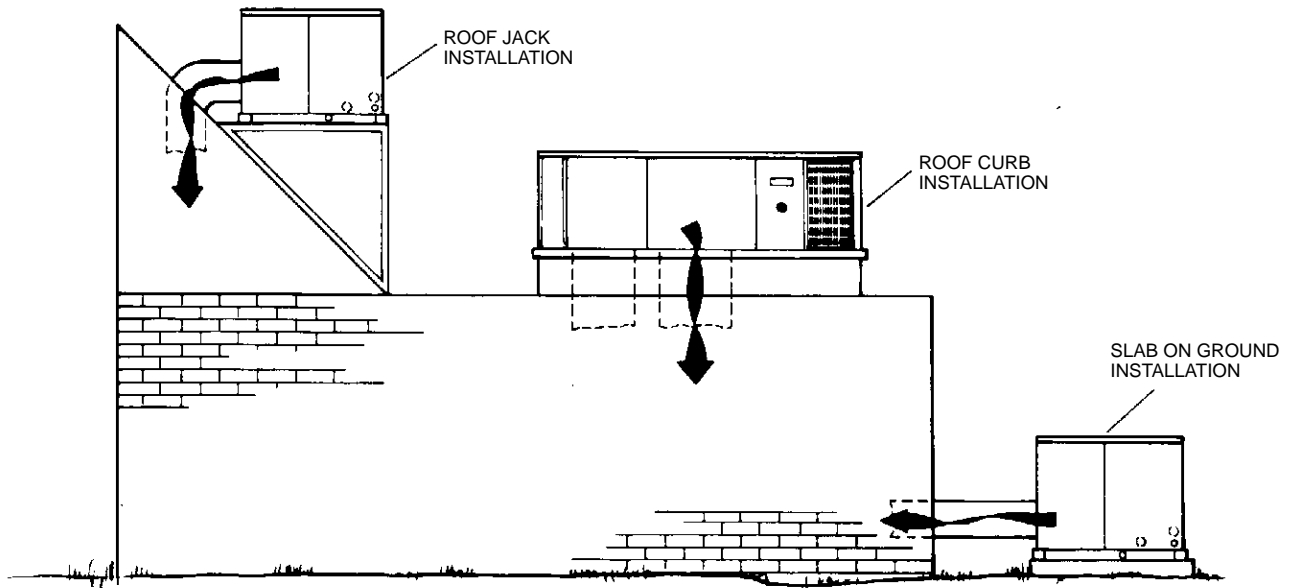 ROOF JACK
INSTALLATION
ROOF CURB
INSTALLATION
SLAB ON GROUND
INSTALLATION